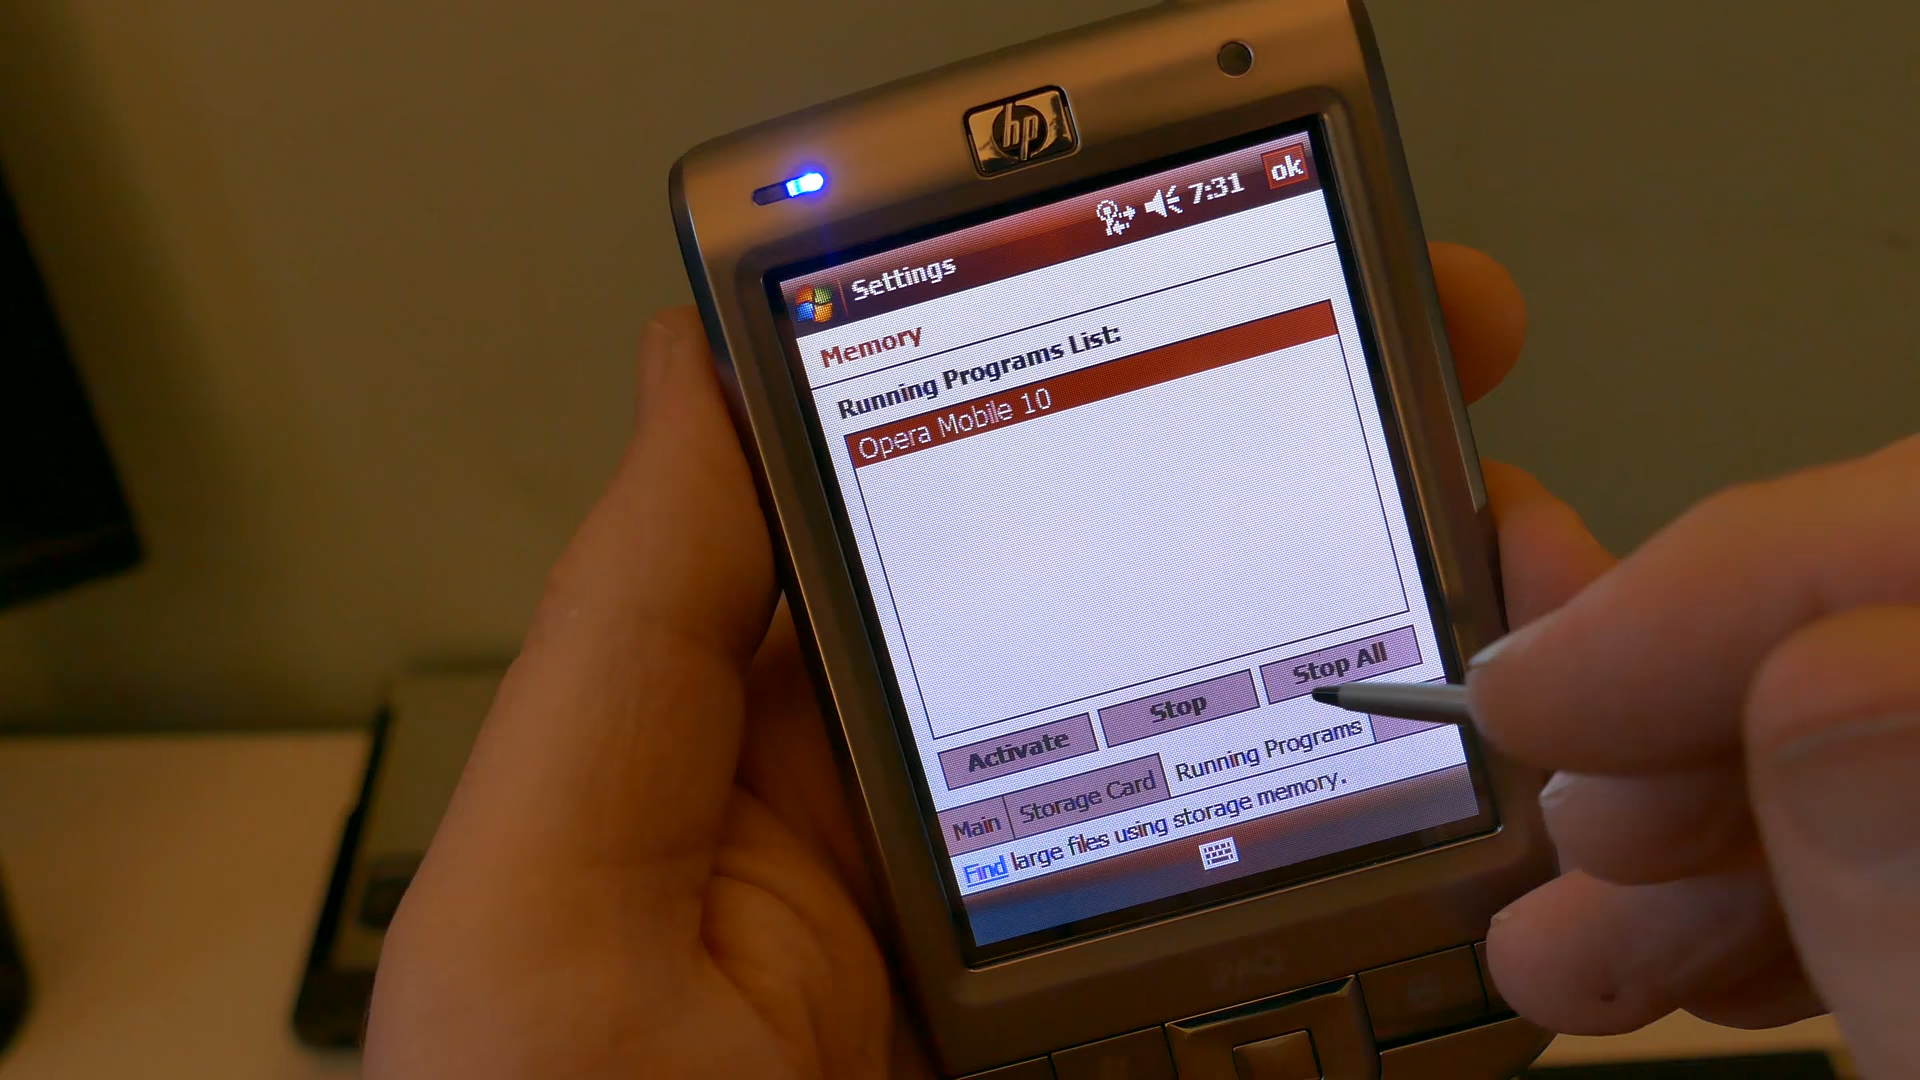 hp
7:31 ok
Settings
Memory
Running Programs List:
Opera Mobile 10
Activate Stop Stop All
Main Storage Card Running Programs
Find large files using storage memory.
iPAQ